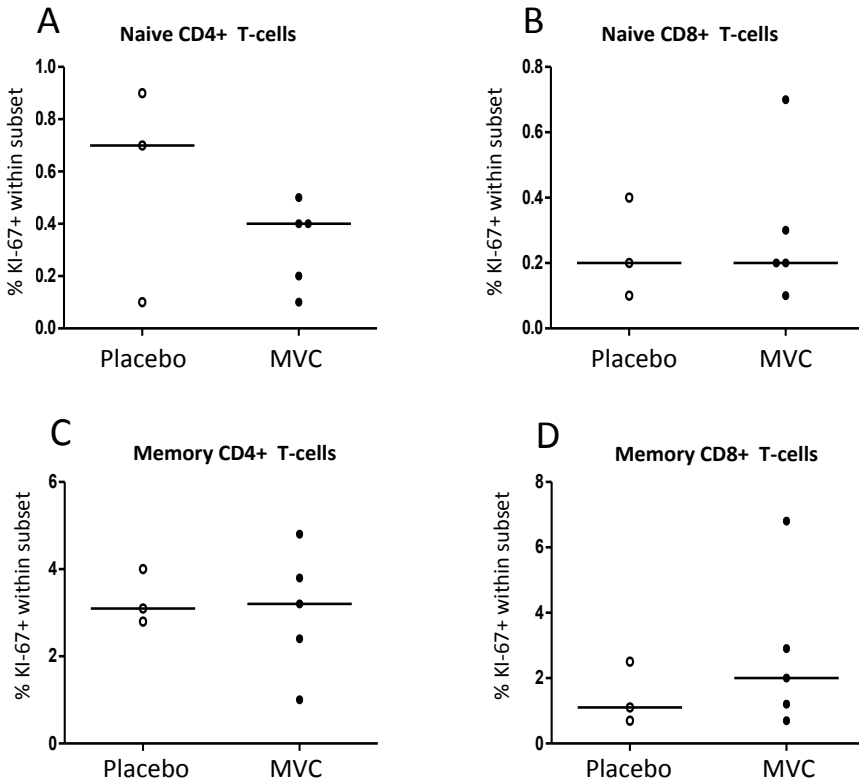 A
Naive CD4+ T-cells
% KI-67+ within subset
1.0
0.8
0.6
0.4
0.2
0.0
Placebo
MVC
B
Naive CD8+ T-cells
% KI-67+ within subset
0.8
0.6
0.4
0.2
0.0
Placebo
MVC
C
Memory CD4+ T-cells
% KI-67+ within subset
6
4
2
0
Placebo
MVC
D
Memory CD8+ T-cells
% KI-67+ within subset
8
6
4
2
0
Placebo
MVC